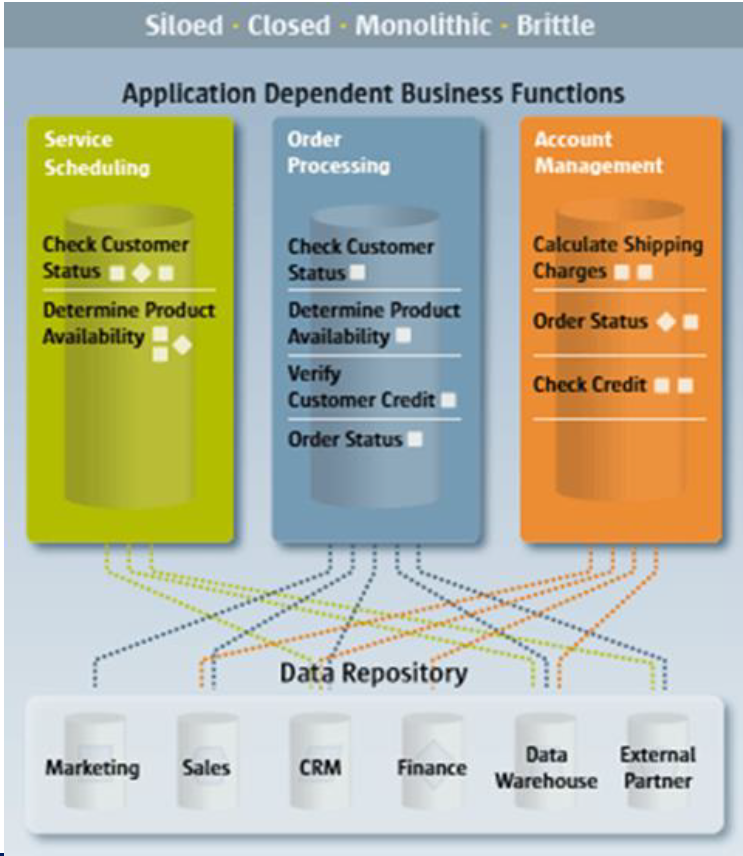 Siloed · Closed · Monolithic · Brittle
Application Dependent Business Functions
Service
Scheduling
Check Customer
Status
Determine Product
Availability
Order
Processing
Check Customer
Status
Determine Product
Availability
Verify
Customer Credit
Order Status
Account
Management
Calculate Shipping
Charges
Order Status
Check Credit
Data Repository
Marketing
Sales
CRM
Finance
Data
Warehouse
External
Partner